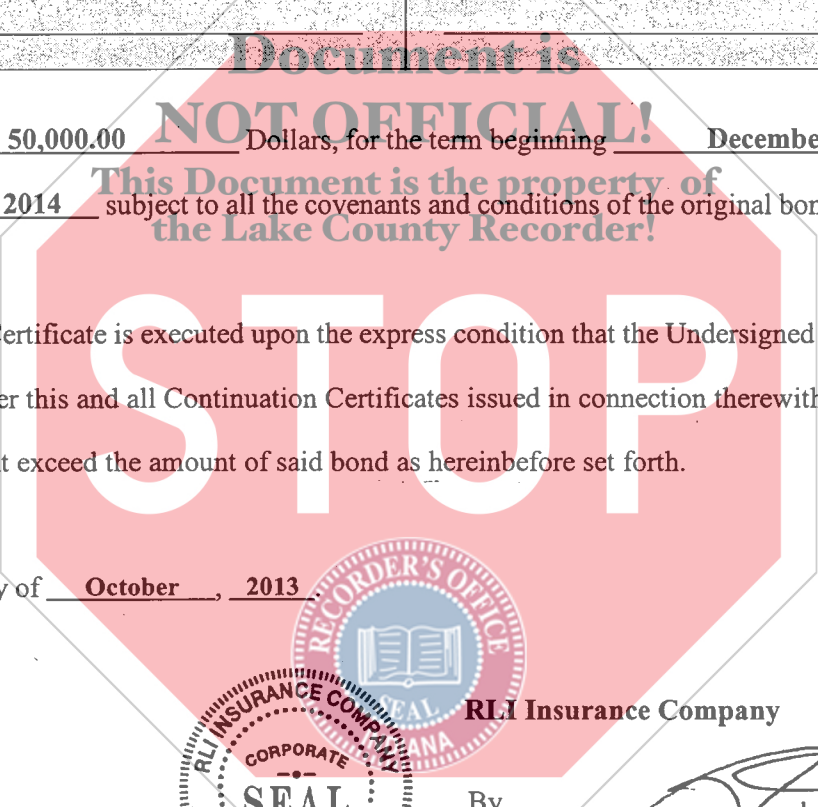 Document is
NOT OFFICIAL!
50,000.00 Dollars, for the term beginning Decembe
This Document is the property of
2014 subject to all the covenants and conditions of the original bon
the Lake County Recorder!
STOP
ertificate is executed upon the express condition that the Undersigned
er this and all Continuation Certificates issued in connection therewith
t exceed the amount of said bond as hereinbefore set forth.
y of October, 2013.
RECORDER'S OFFICE
SEAL
INDIANA
RLI INSURANCE COMPANY
CORPORATE
SEAL
RLI Insurance Company
By